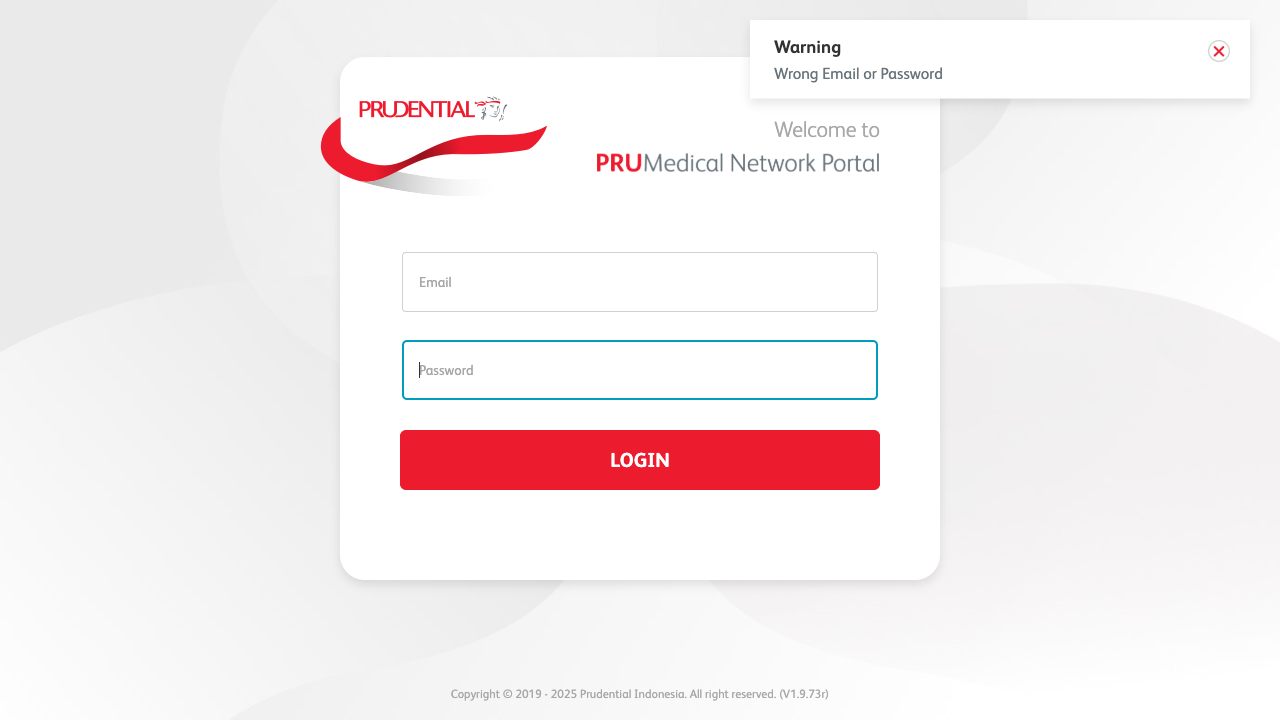 Warning
Wrong Email or Password
PRUDENTIAL
Welcome to
PRUMedical Network Portal
Email
Password
LOGIN
Copyright © 2019 - 2025 Prudential Indonesia. All right reserved. (V1.9.73r)